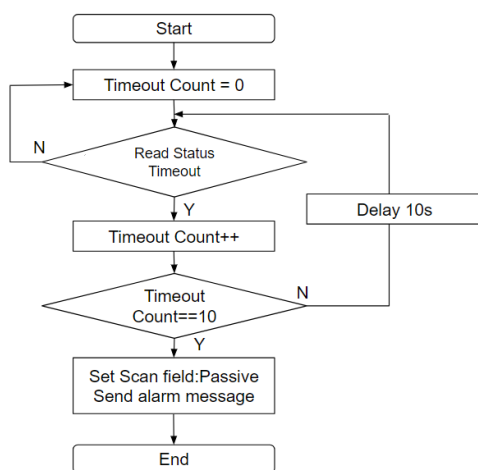 Start
Timeout Count = 0
N
Read Status
Timeout
Y
Delay 10s
Timeout Count++
Timeout
Count==10
N
Y
Set Scan field:Passive
Send alarm message
End